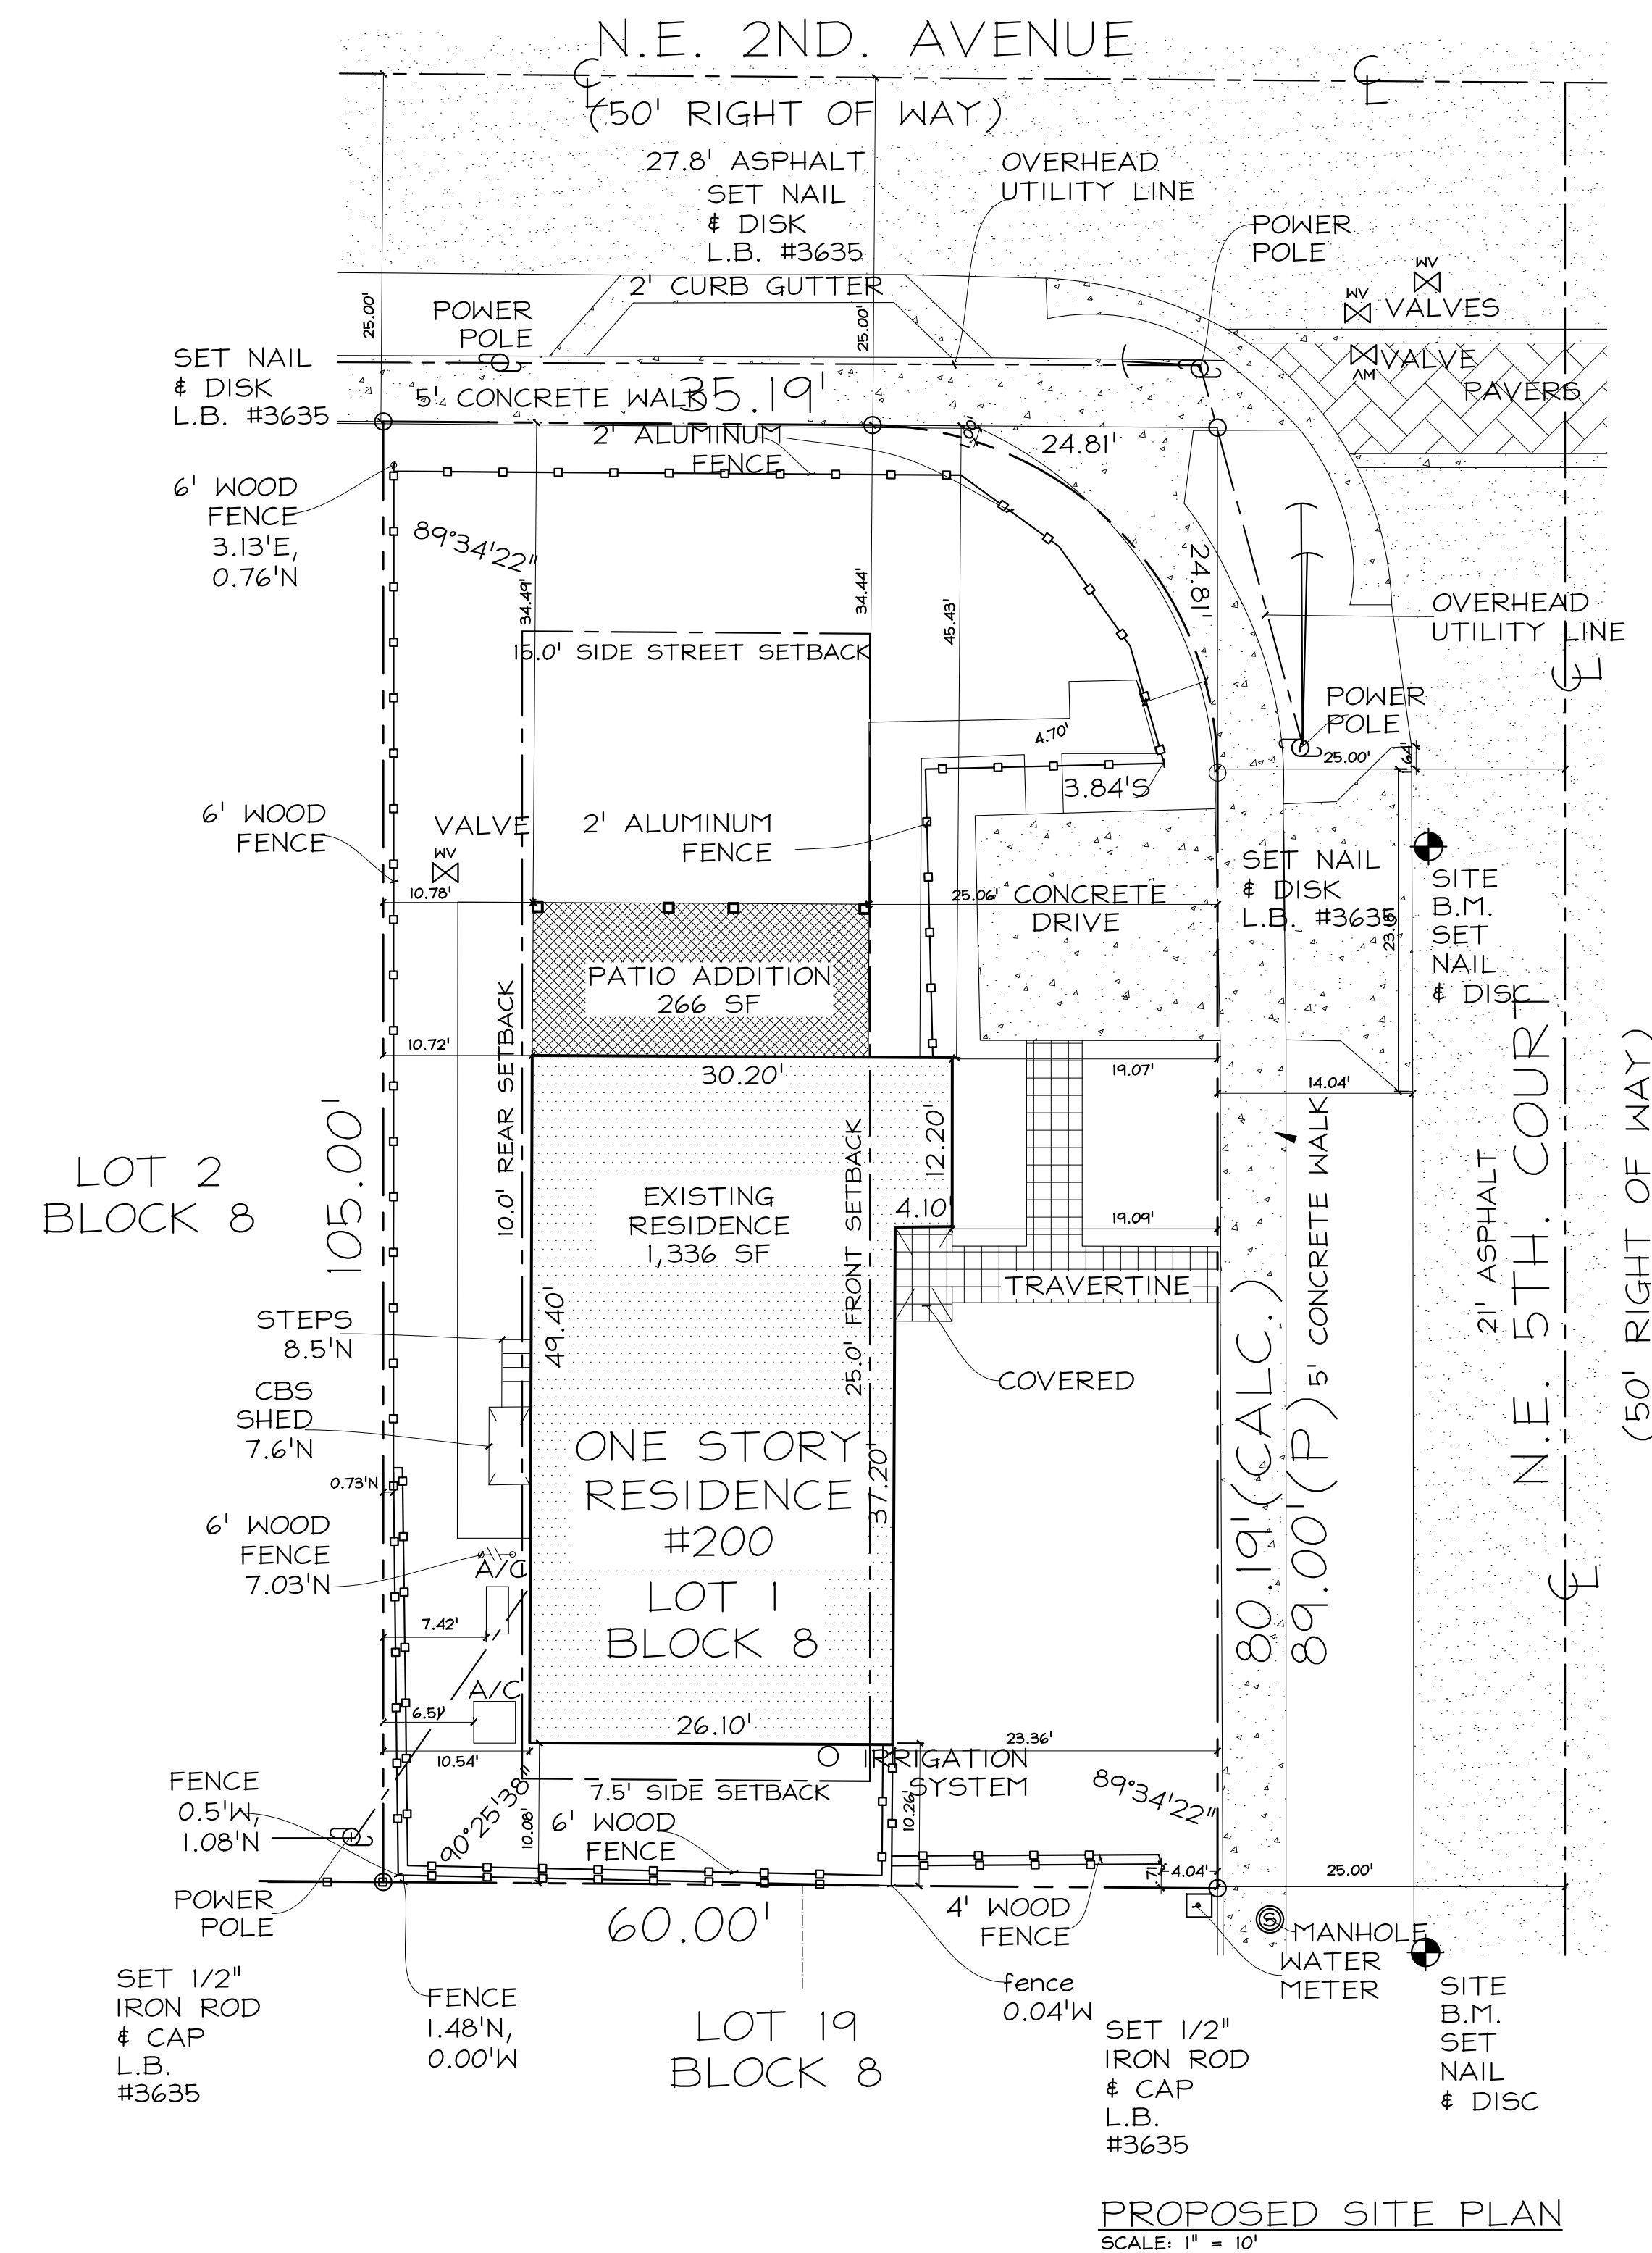 N.E. 2ND. AVENUE
(50' RIGHT OF WAY)
27.8' ASPHALT
SET NAIL
& DISK
L.B. #3635
OVERHEAD
UTILITY LINE
POWER
POLE
WV
WV
VALVES
VALVE
AM
PAVERS
2' CURB GUTTER
25.00'
25.00'
POWER
POLE
SET NAIL
& DISK
L.B. #3635
5' CONCRETE WALK
35.19'
2' ALUMINUM
FENCE
24.81'
24.81'
6' WOOD
FENCE
3.13'E,
0.76'N
89°34'22"
34.49'
34.44'
45.43'
15.0' SIDE STREET SETBACK
OVERHEAD
UTILITY LINE
POWER
POLE
25.00'
1.64'
4.70'
3.84'S
6' WOOD
FENCE
VALVE
WV
2' ALUMINUM
FENCE
10.78'
25.06'
CONCRETE
DRIVE
SET NAIL
& DISK
L.B. #3635
SITE
B.M.
SET
NAIL
& DISC
PATIO ADDITION
266 SF
10.72'
10.0' REAR SETBACK
30.20'
19.07'
14.04'
12.20'
4.10'
19.09'
LOT 2
BLOCK 8
105.00'
EXISTING
RESIDENCE
1,336 SF
25.0' FRONT SETBACK
TRAVERTINE
COVERED
49.40'
STEPS
8.5'N
CBS
SHED
7.6'N
0.73'N
6' WOOD
FENCE
7.03'N
A/C
7.42'
A/C
6.51'
10.54'
ONE STORY
RESIDENCE
#200
LOT 1
BLOCK 8
37.20'
26.10'
80.19'(CALC.)
89.00'(P)
5' CONCRETE WALK
21' ASPHALT
N.E. 5TH. COURT
(50' RIGHT OF WAY)
IRRIGATION
SYSTEM
23.36'
7.5' SIDE SETBACK
89°34'22"
90°25'38"
10.08'
10.26'
6' WOOD
FENCE
FENCE
0.5'W,
1.08'N
POWER
POLE
60.00'
4' WOOD
FENCE
4.04'
25.00'
MANHOLE
S
WATER
METER
SET 1/2"
IRON ROD
& CAP
L.B.
#3635
FENCE
1.48'N,
0.00'W
LOT 19
BLOCK 8
fence
0.04'W
SET 1/2"
IRON ROD
& CAP
L.B.
#3635
SITE
B.M.
SET
NAIL
& DISC
PROPOSED SITE PLAN
SCALE: 1" = 10'